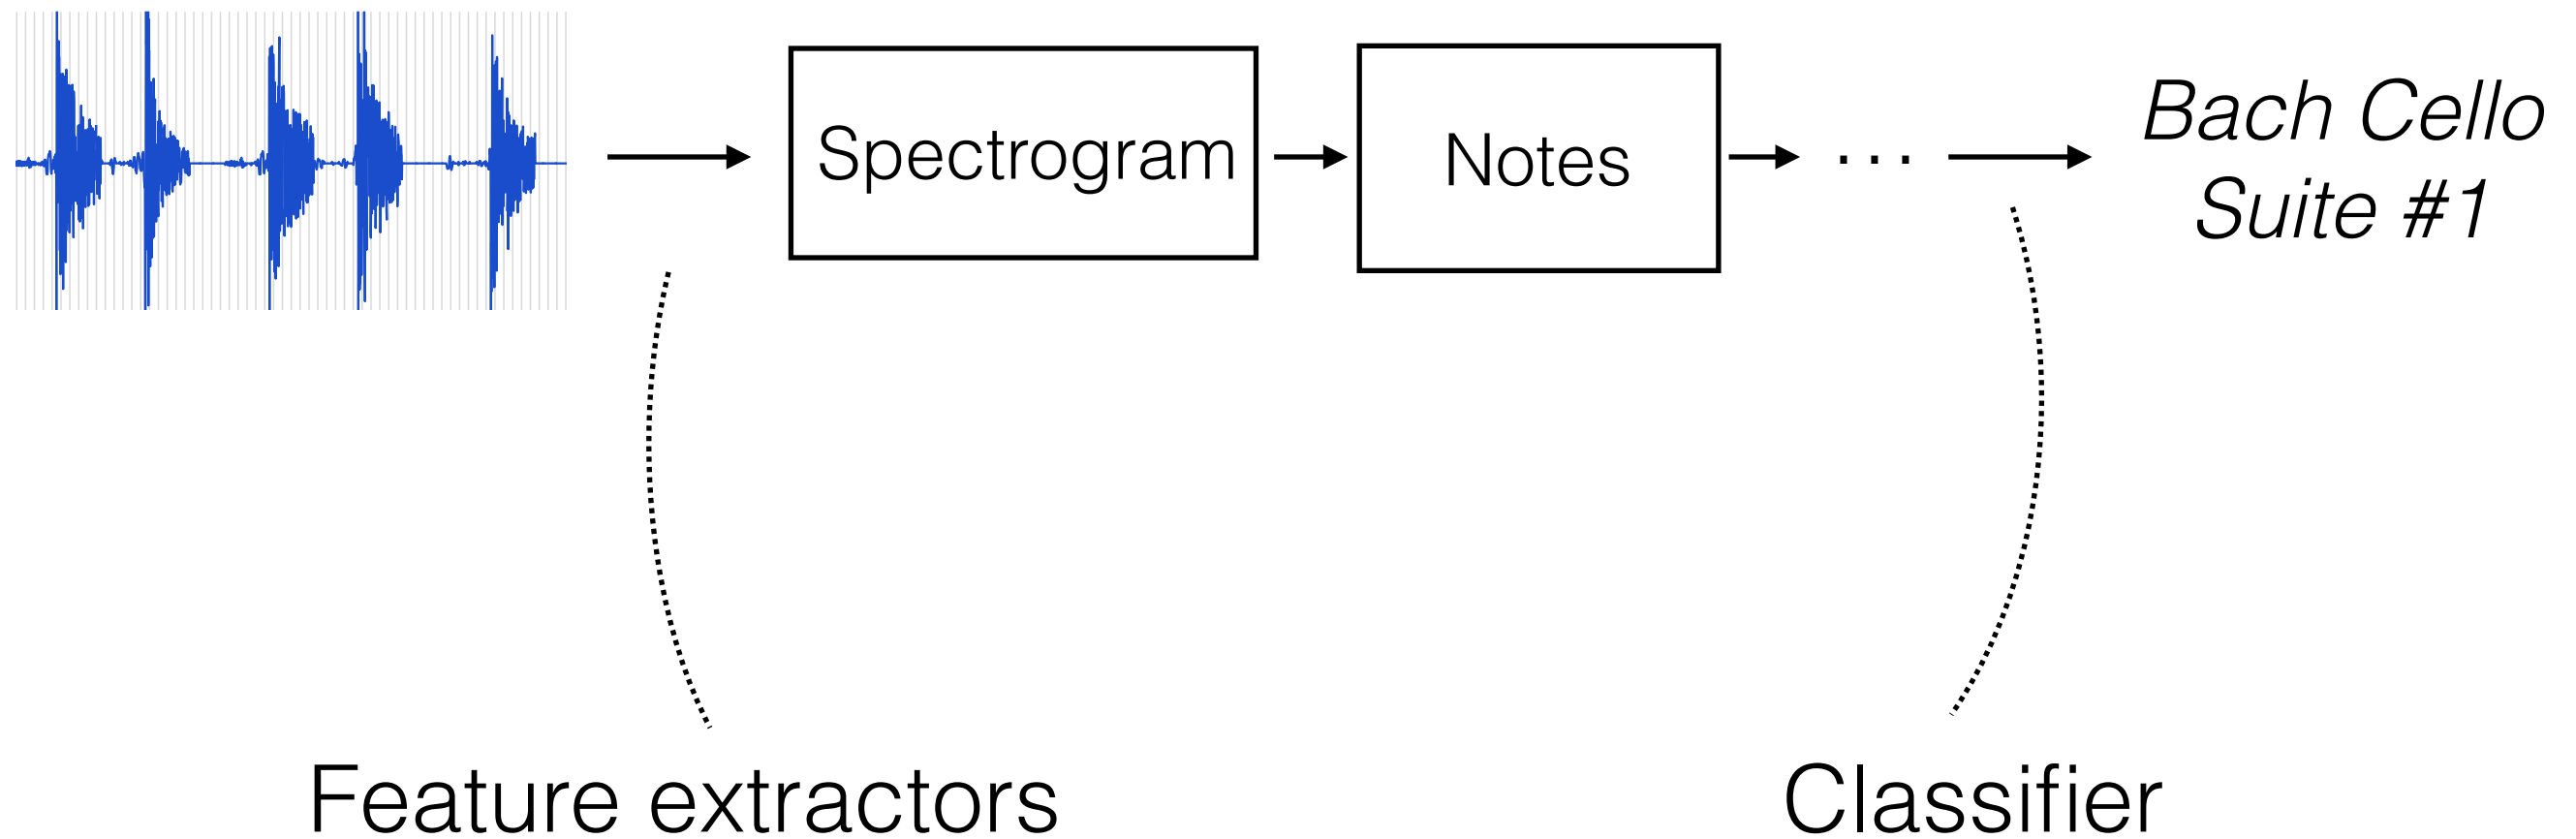 Spectrogram
Notes
...
Bach Cello
Suite #1
Feature extractors
Classifier